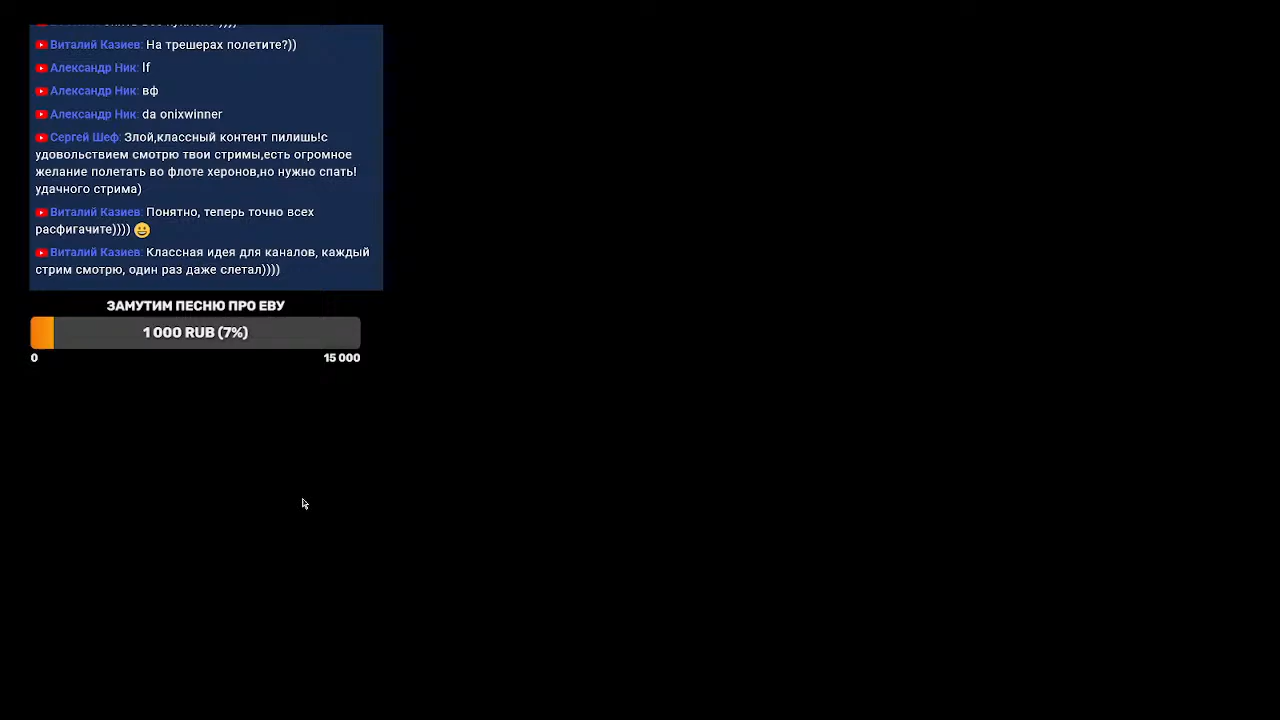 Виталий Казиев: На трешерах полетите?))
Александр Ник: lf
Александр Ник: вф
Александр Ник: da onixwinner
Сергей Шеф: Злой,классный контент пилишь!с
удовольствием смотрю твои стримы,есть огромное
желание полетать во флоте херонов,но нужно спать!
удачного стрима)
Виталий Казиев: Понятно, теперь точно всех
расфигачите)))) 😀
Виталий Казиев: Классная идея для каналов, каждый
стрим смотрю, один раз даже слетал))))
ЗАМУТИМ ПЕСНЮ ПРО ЕВУ
1 000 RUB (7%)
0 15 000